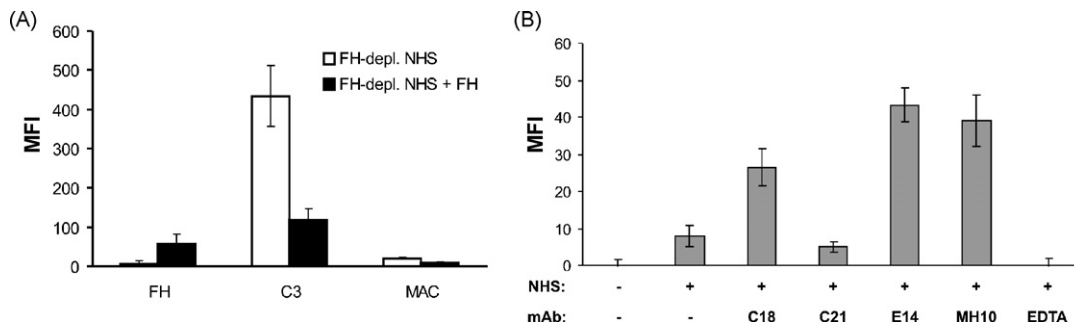 (A)
600
500
400
300
200
100
0
MFI
FH-depl. NHS
FH-depl. NHS + FH
FH C3 MAC
(B)
60
50
40
30
20
10
0
MFI
NHS: - + + + + + +
mAb: - - C18 C21 E14 MH10 EDTA